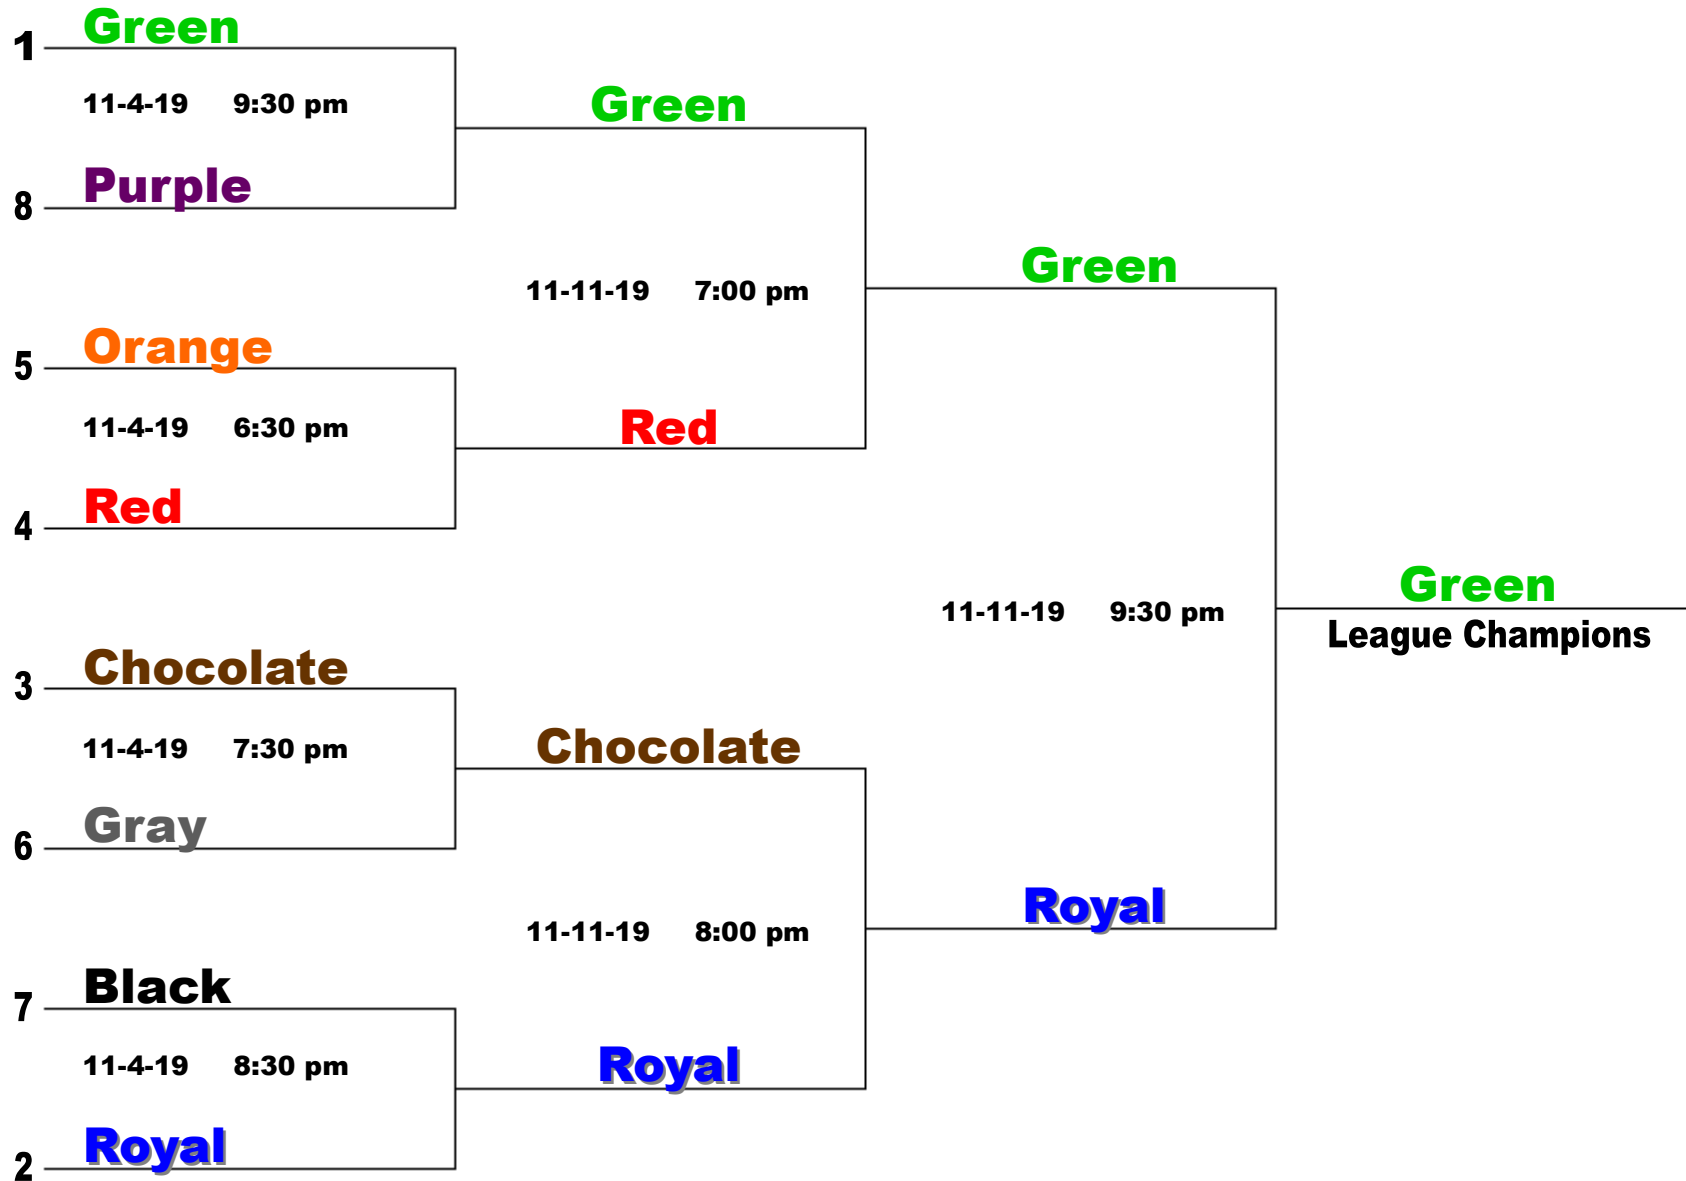 1 Green
11-4-19 9:30 pm
8 Purple
5 Orange
11-4-19 6:30 pm
4 Red
3 Chocolate
11-4-19 7:30 pm
6 Gray
7 Black
11-4-19 8:30 pm
2 Royal
Green
11-11-19 7:00 pm
Red
Chocolate
11-11-19 8:00 pm
Royal
Green
11-11-19 9:30 pm
Royal
Green
League Champions